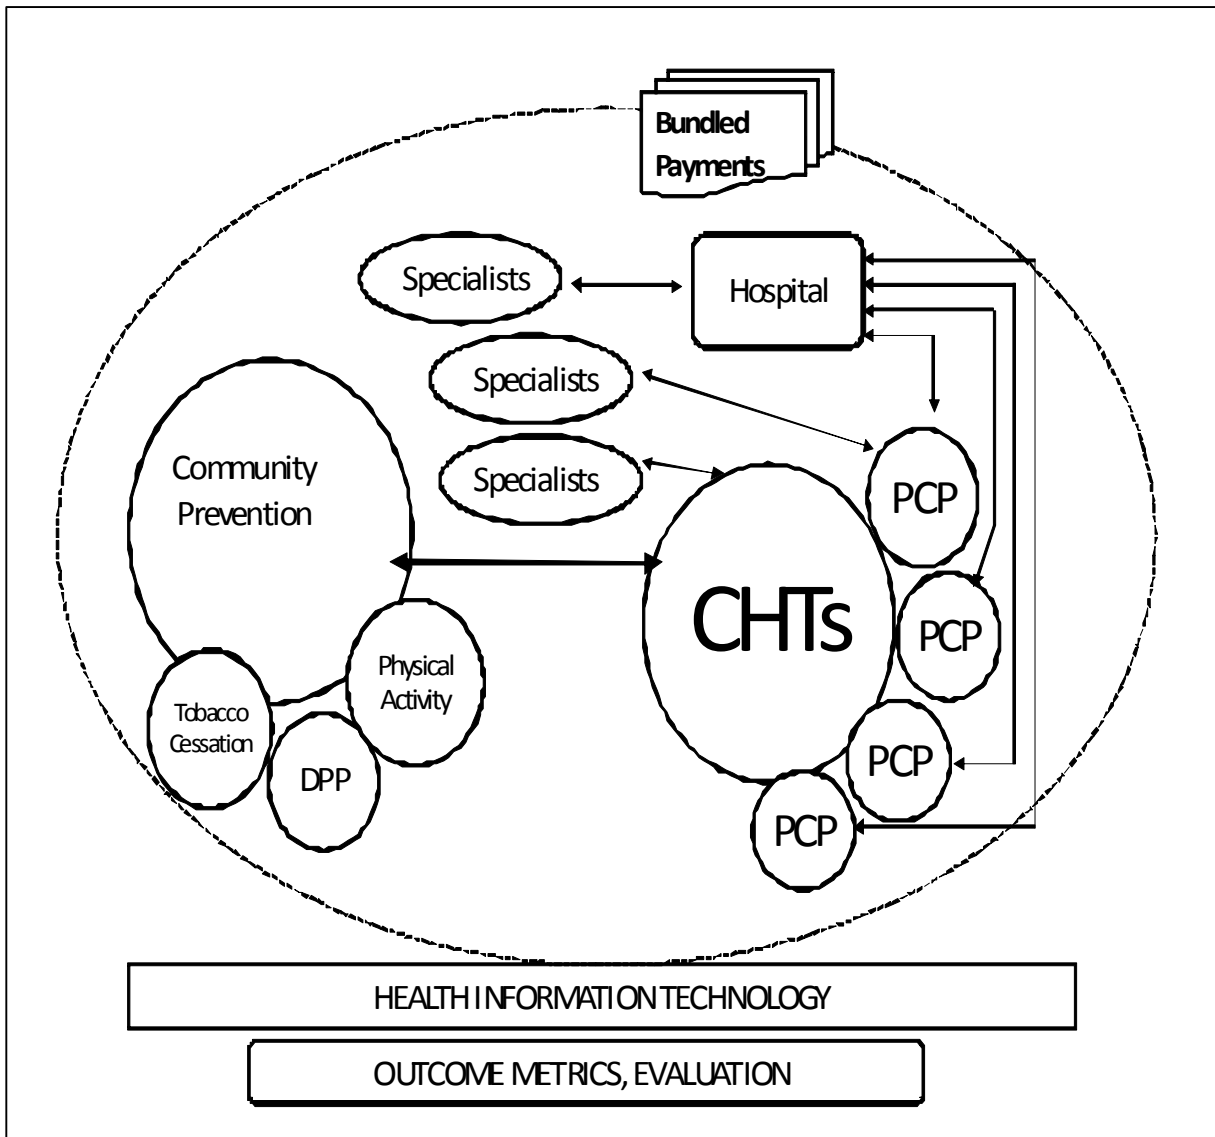 Bundled
Payments
Specialists
Hospital
Specialists
Community
Prevention
Specialists
PCP
CHTs
PCP
Physical
Activity
Tobacco
Cessation
DPP
PCP
PCP
HEALTH INFORMATION TECHNOLOGY
OUTCOME METRICS, EVALUATION